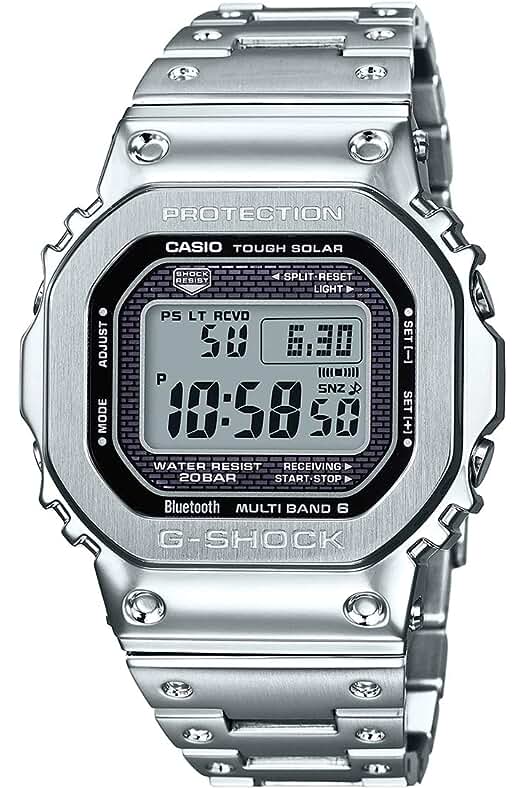 PROTECTION
CASIO TOUGH SOLAR
SHOCK
RESIST
◄ SPLIT·RESET
LIGHT ►
ADJUST
MODE
SET[−]
SET[+]
PS LT RCVD
SU 6.30
SNZ
P 10:58 50
WATER RESIST
20BAR
RECEIVING ►
START·STOP ►
Bluetooth MULTI BAND 6
G-SHOCK